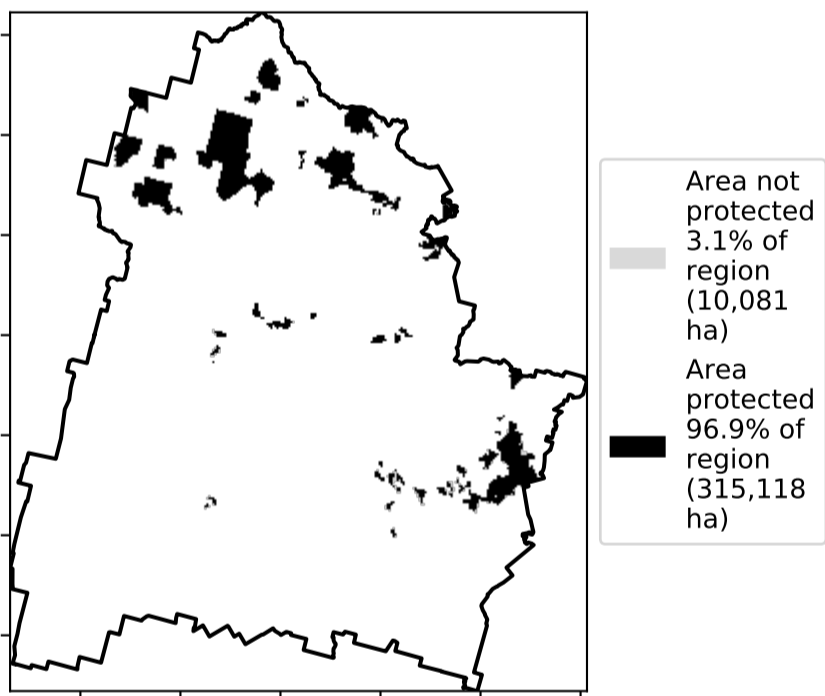 Area not
protected
3.1% of
region
(10,081
ha)
Area
protected
96.9% of
region
(315,118
ha)